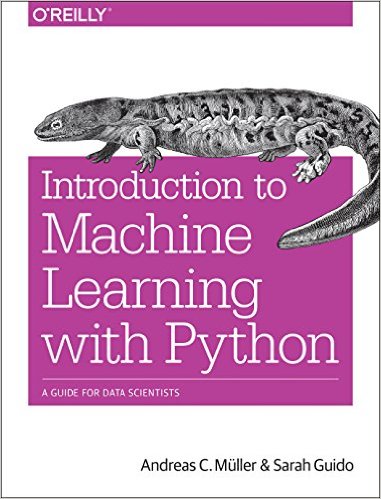 O'REILLY®
Introduction to
Machine
Learning
with Python
A GUIDE FOR DATA SCIENTISTS
Andreas C. Müller & Sarah Guido